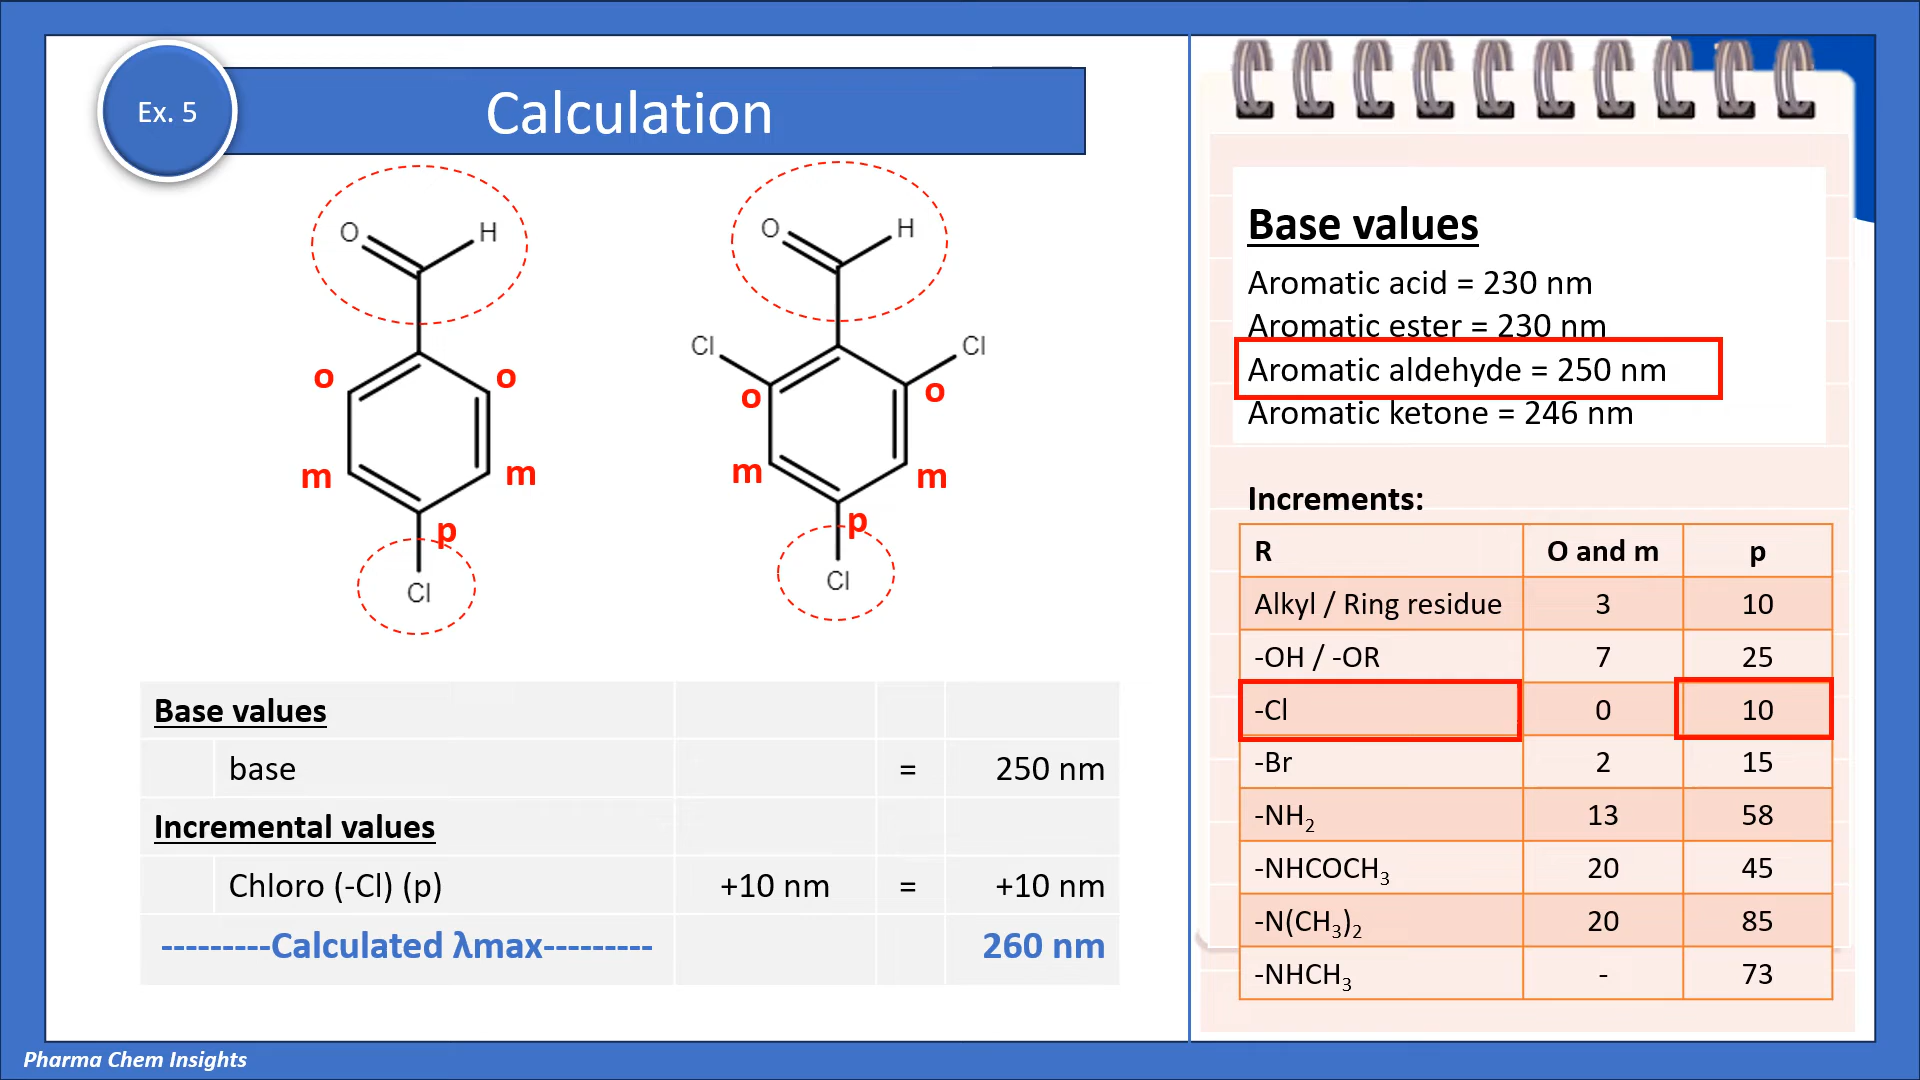 Ex. 5
Calculation
O H
o o
m m
p
Cl
O H
Cl Cl
o o
m m
p
Cl
Base values
base = 250 nm
Incremental values
Chloro (-Cl) (p) +10 nm = +10 nm
---------Calculated λmax--------- 260 nm
Base values
Aromatic acid = 230 nm
Aromatic ester = 230 nm
Aromatic aldehyde = 250 nm
Aromatic ketone = 246 nm
Increments:
R O and m p
Alkyl / Ring residue 3 10
-OH / -OR 7 25
-Cl 0 10
-Br 2 15
-NH₂ 13 58
-NHCOCH₃ 20 45
-N(CH₃)₂ 20 85
-NHCH₃ - 73
Pharma Chem Insights